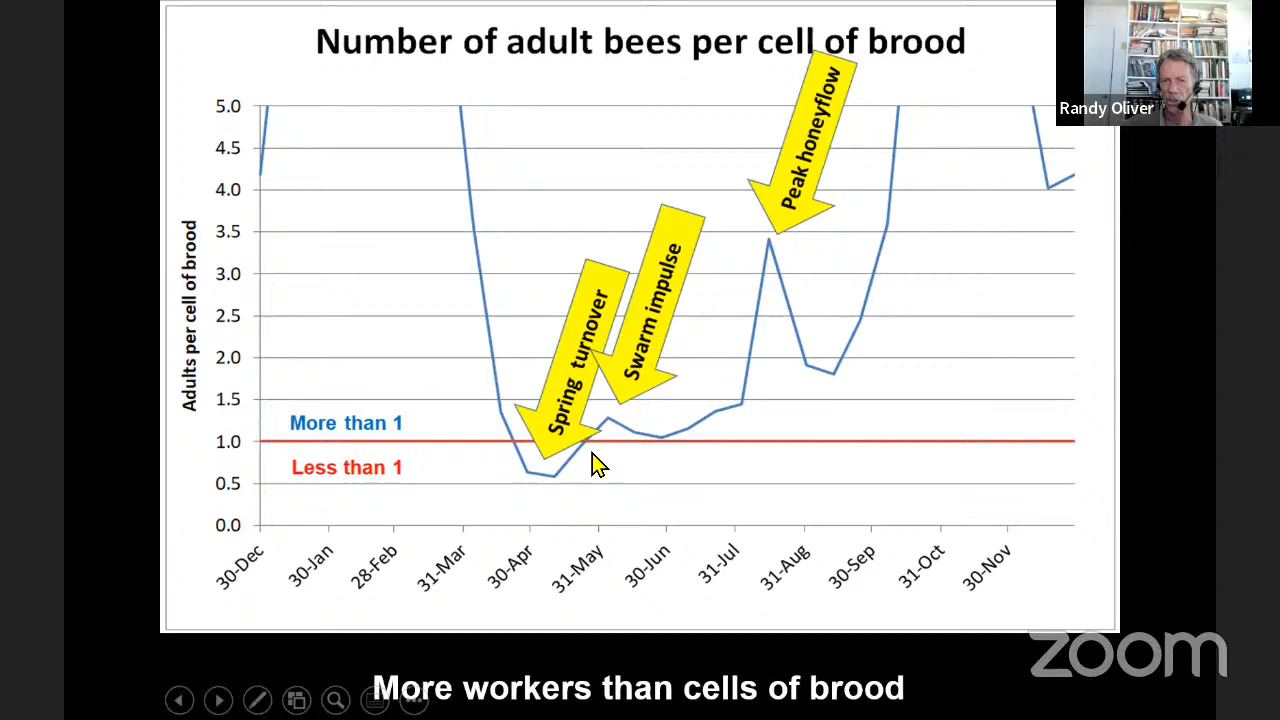 Number of adult bees per cell of brood
Randy Oliver
Peak honeyflow
Swarm impulse
Spring turnover
Adults per cell of brood
5.0
4.5
4.0
3.5
3.0
2.5
2.0
1.5
1.0
0.5
0.0
More than 1
Less than 1
30-Dec
30-Jan
28-Feb
31-Mar
30-Apr
31-May
30-Jun
31-Jul
31-Aug
30-Sep
31-Oct
30-Nov
zoom
More workers than cells of brood